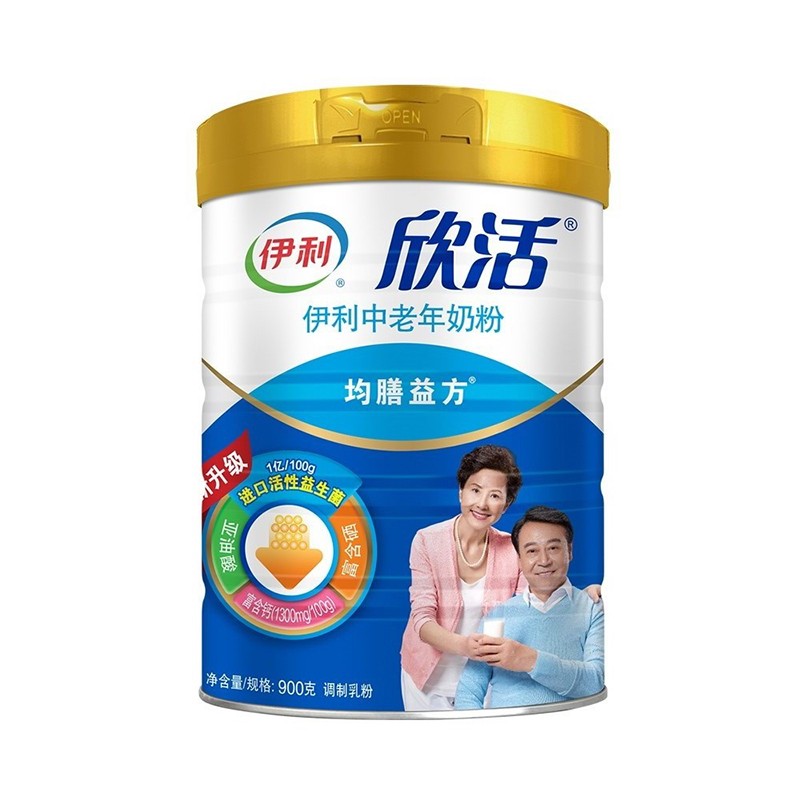 OPEN
伊利®
欣活®
伊利中老年奶粉
均膳益方®
新升级
1亿/100g
进口活性益生菌
亚油酸
富含硒
富含钙(1300mg/100g)
净含量/规格: 900克 调制乳粉